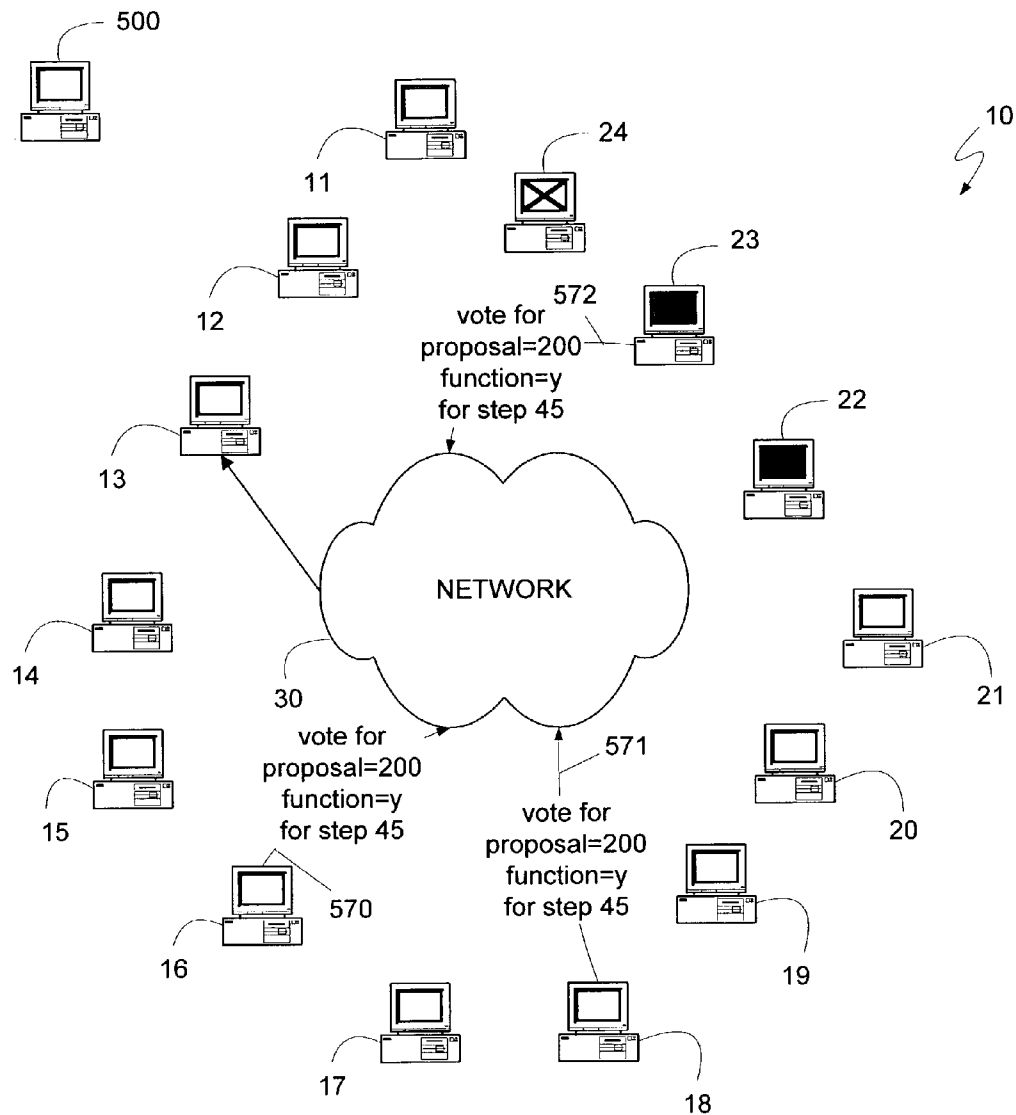 500
11
24
10
12
23
572
vote for
proposal=200
function=y
for step 45
13
22
NETWORK
14
30
21
vote for
proposal=200
function=y
for step 45
571
15
vote for
proposal=200
function=y
for step 45
20
570
16
19
17
18